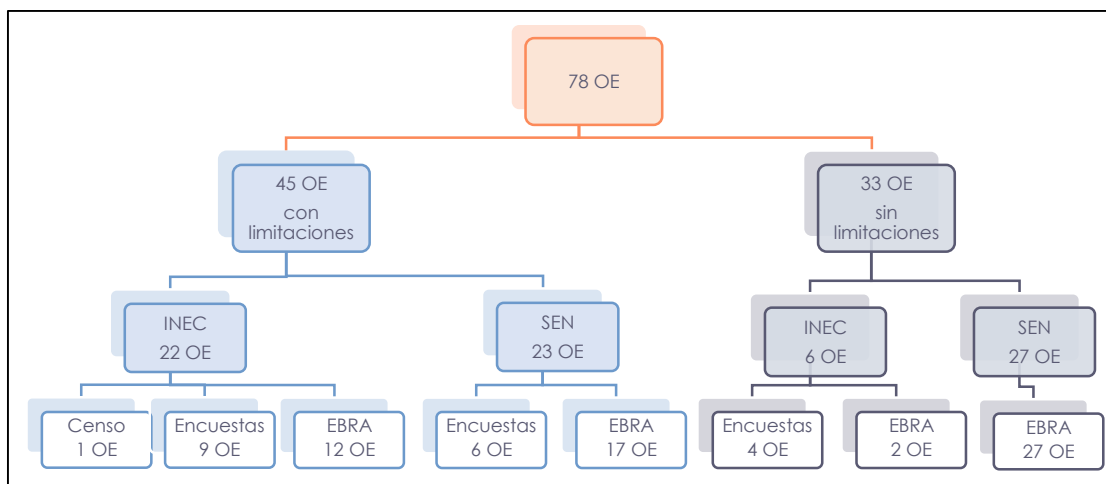 78 OE
45 OE
con
limitaciones
33 OE
sin
limitaciones
INEC
22 OE
SEN
23 OE
INEC
6 OE
SEN
27 OE
Censo
1 OE
Encuestas
9 OE
EBRA
12 OE
Encuestas
6 OE
EBRA
17 OE
Encuestas
4 OE
EBRA
2 OE
EBRA
27 OE